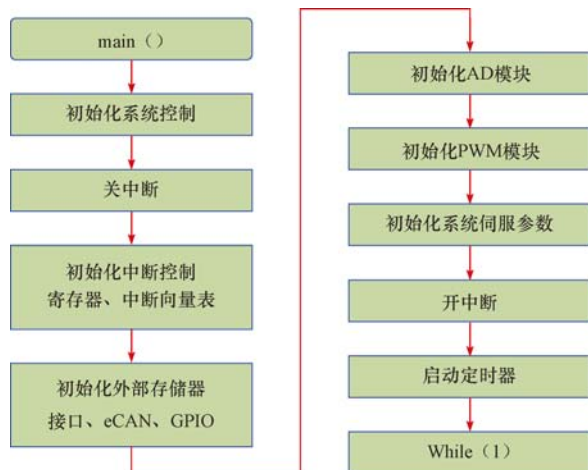 main（）
初始化系统控制
关中断
初始化中断控制
寄存器、中断向量表
初始化外部存储器
接口、eCAN、GPIO
初始化AD模块
初始化PWM模块
初始化系统伺服参数
开中断
启动定时器
While（1）